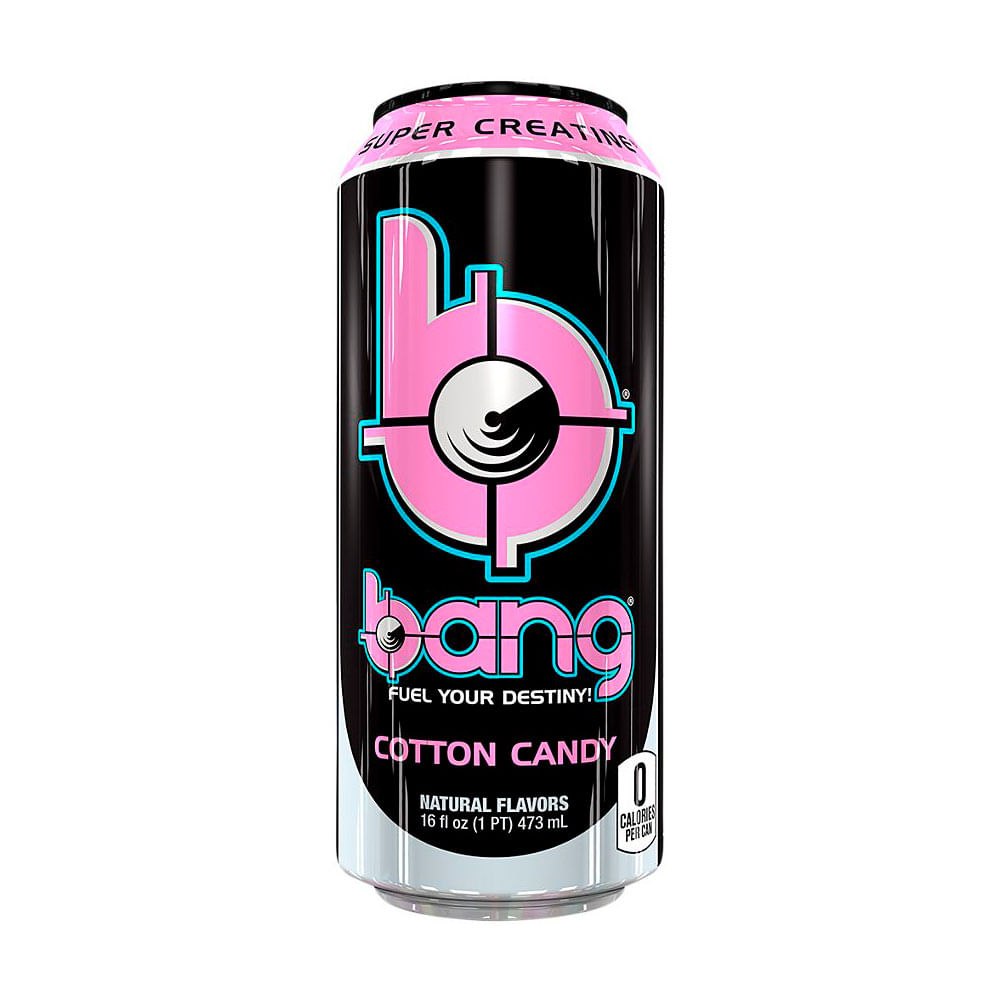 SUPER CREATINE
b
®
bang®
FUEL YOUR DESTINY!
COTTON CANDY
NATURAL FLAVORS
16 fl oz (1 PT) 473 mL
0
CALORIES
PER CAN